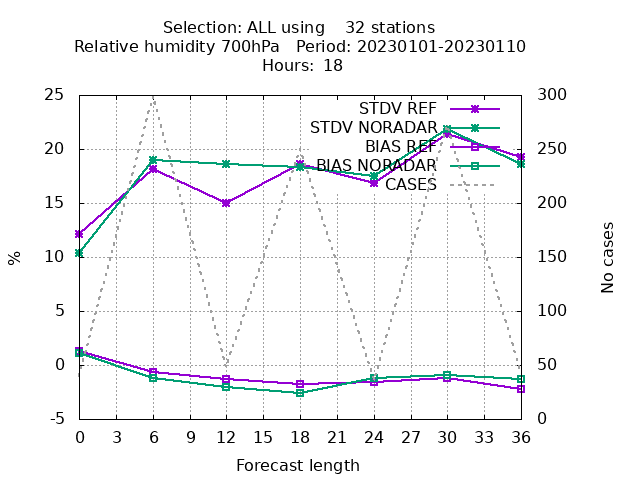 Selection: ALL using    32 stations
Relative humidity 700hPa   Period: 20230101-20230110
Hours: 18
STDV REF
STDV NORADAR
BIAS REF
BIAS NORADAR
CASES
%
25
20
15
10
5
0
-5
300
250
200
150
100
50
0
No cases
0 3 6 9 12 15 18 21 24 27 30 33 36
Forecast length